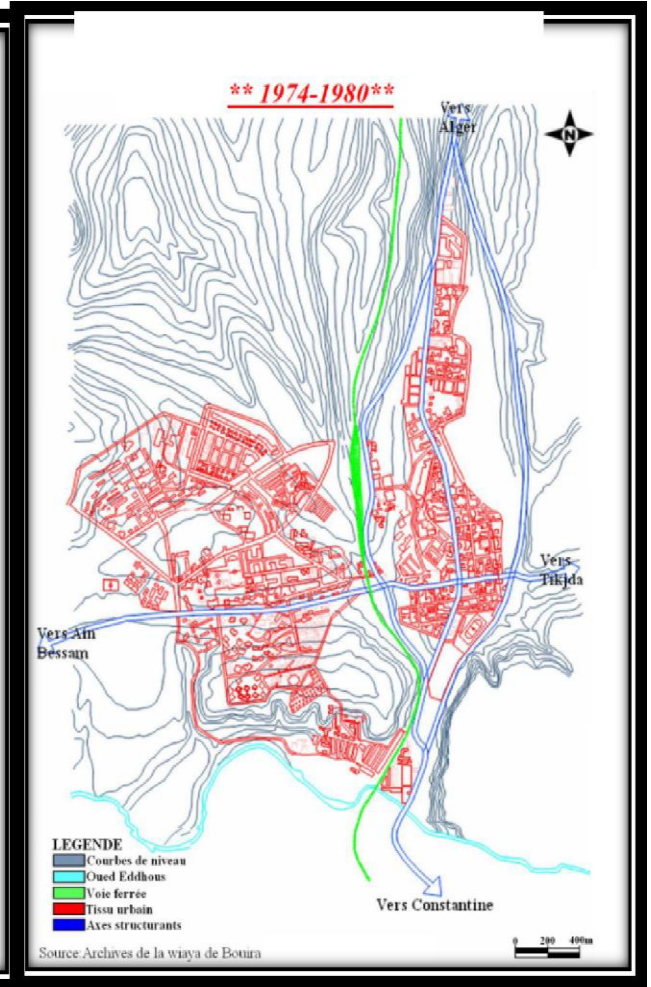 ** 1974-1980**
Vers
Alger
N
Vers
Tikjda
Vers Ain
Bessam
Vers Constantine
LEGENDE
Courbes de niveau
Oued Eddhous
Voie ferrée
Tissu urbain
Axes structurants
Source:Archives de la wiaya de Bouira
0 200 400m